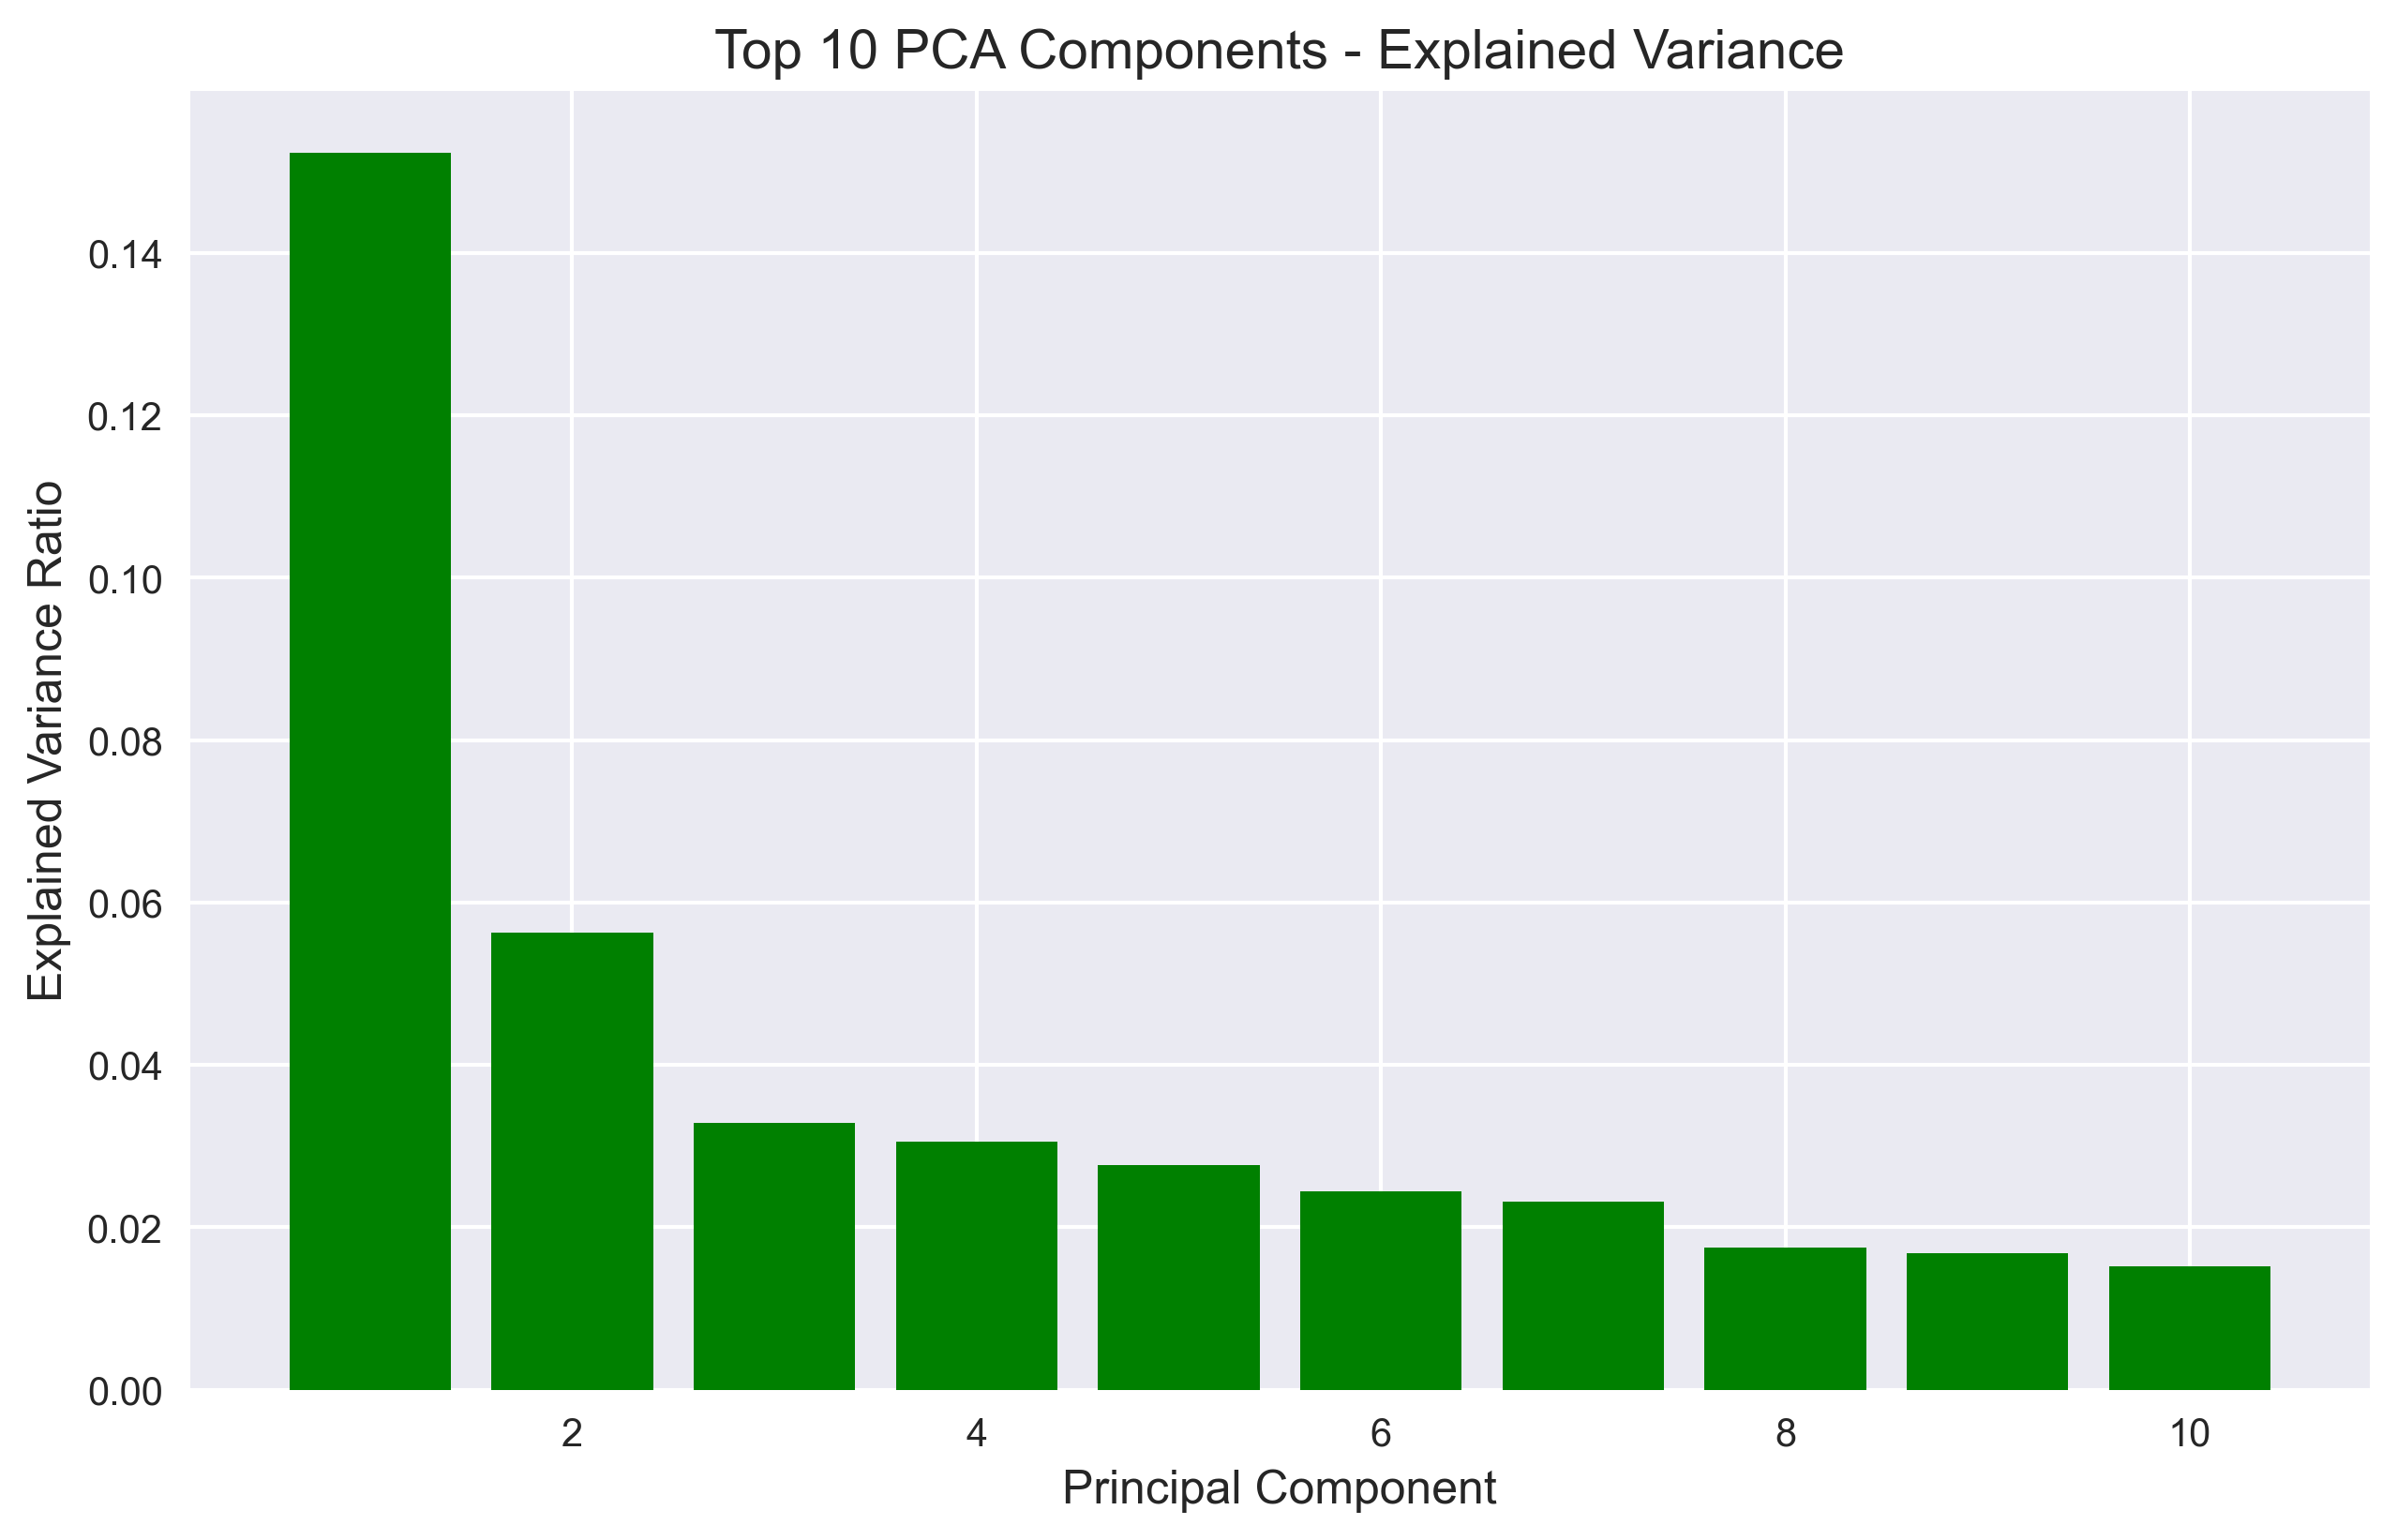 Top 10 PCA Components - Explained Variance
Explained Variance Ratio
0.14
0.12
0.10
0.08
0.06
0.04
0.02
0.00
2 4 6 8 10
Principal Component